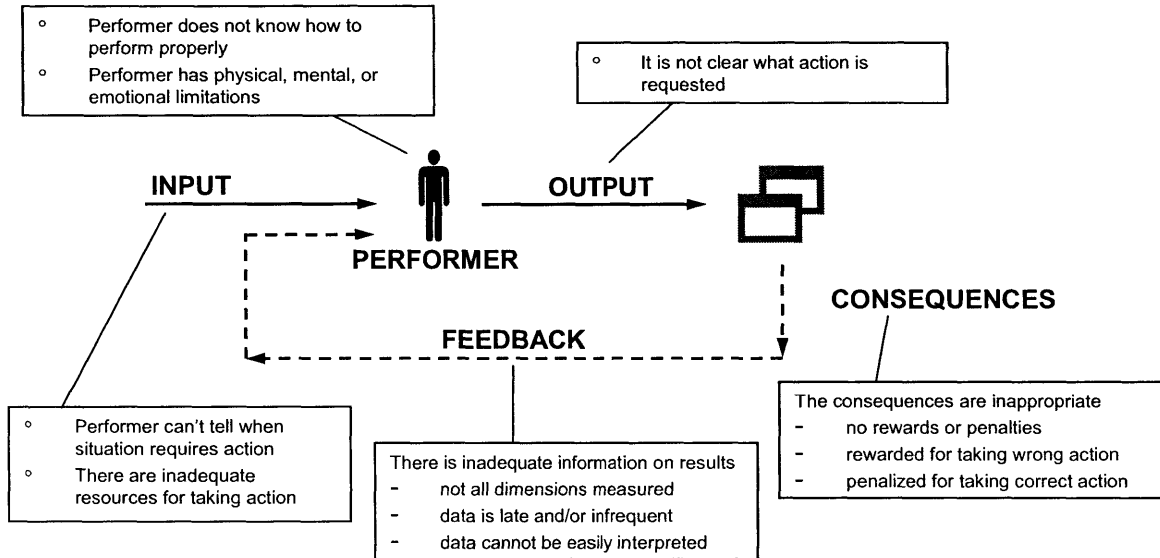 ° Performer does not know how to
perform properly
° Performer has physical, mental, or
emotional limitations
° It is not clear what action is
requested
INPUT
OUTPUT
PERFORMER
CONSEQUENCES
FEEDBACK
° Performer can't tell when
situation requires action
° There are inadequate
resources for taking action
There is inadequate information on results
- not all dimensions measured
- data is late and/or infrequent
- data cannot be easily interpreted
The consequences are inappropriate
- no rewards or penalties
- rewarded for taking wrong action
- penalized for taking correct action